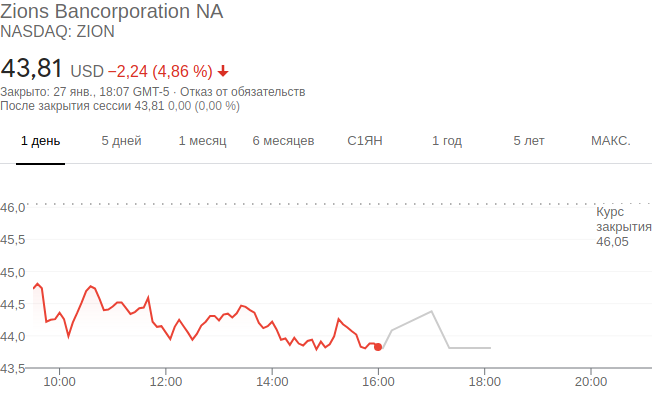 Zions Bancorporation NA
NASDAQ: ZION
43,81 USD −2,24 (4,86 %)
Закрыто: 27 янв., 18:07 GMT-5 · Отказ от обязательств
После закрытия сессии 43,81 0,00 (0,00 %)
1 день 5 дней 1 месяц 6 месяцев С1ЯН 1 год 5 лет МАКС.
46,0
Курс
закрытия
46,05
45,5
45,0
44,5
44,0
43,5
10:00 12:00 14:00 16:00 18:00 20:00